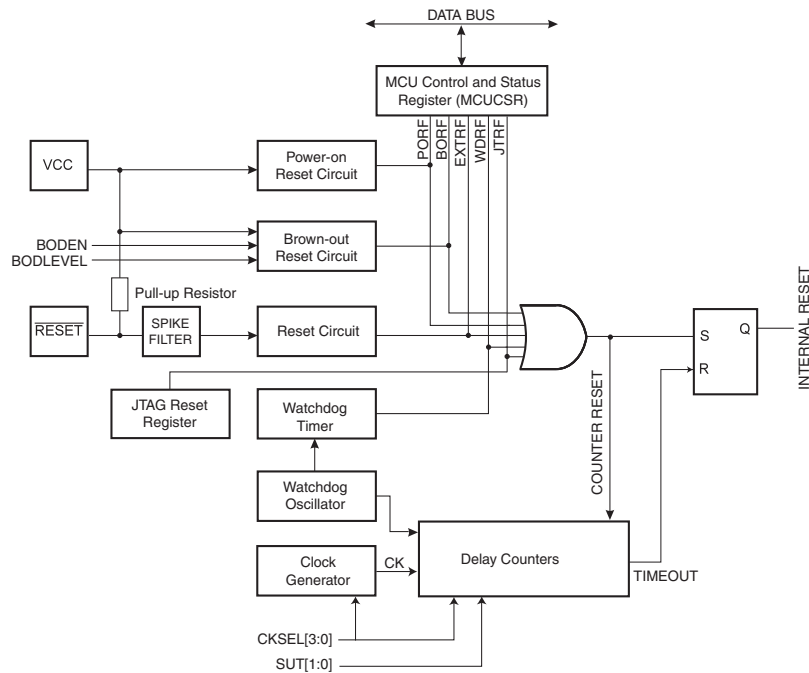 DATA BUS
MCU Control and Status
Register (MCUCSR)
PORF
BORF
EXTRF
WDRF
JTRF
VCC
Power-on
Reset Circuit
BODEN
BODLEVEL
Brown-out
Reset Circuit
Pull-up Resistor
RESET
SPIKE
FILTER
Reset Circuit
S
Q
R
INTERNAL RESET
JTAG Reset
Register
Watchdog
Timer
COUNTER RESET
Watchdog
Oscillator
Clock
Generator
CK
Delay Counters
TIMEOUT
CKSEL[3:0]
SUT[1:0]